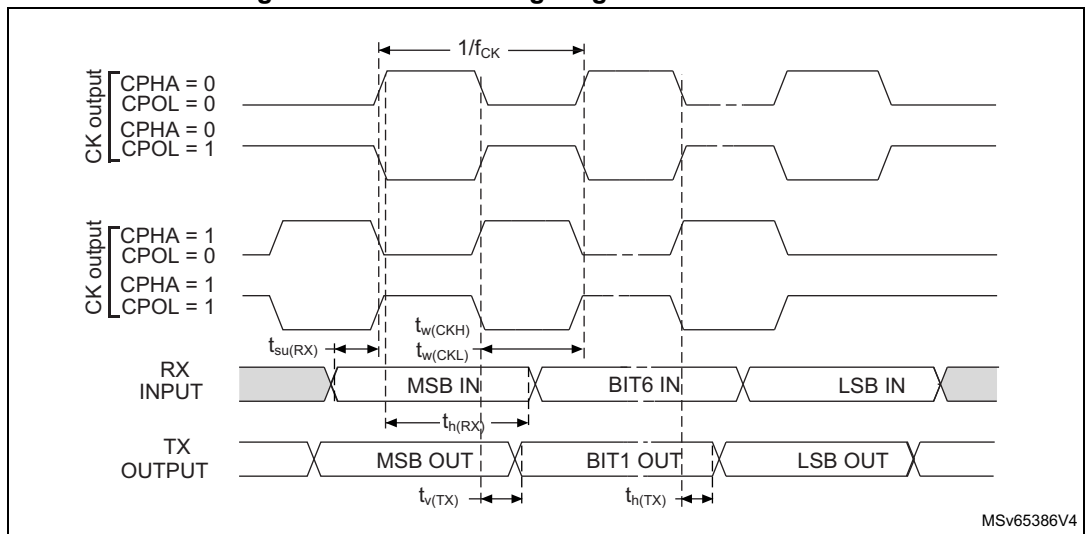 1/fCK
CK output
CPHA = 0
CPOL = 0
CPHA = 0
CPOL = 1
CK output
CPHA = 1
CPOL = 0
CPHA = 1
CPOL = 1
tw(CKH)
tw(CKL)
tsu(RX)
RX
INPUT
MSB IN
BIT6 IN
LSB IN
th(RX)
TX
OUTPUT
MSB OUT
BIT1 OUT
LSB OUT
tv(TX)
th(TX)
MSv65386V4